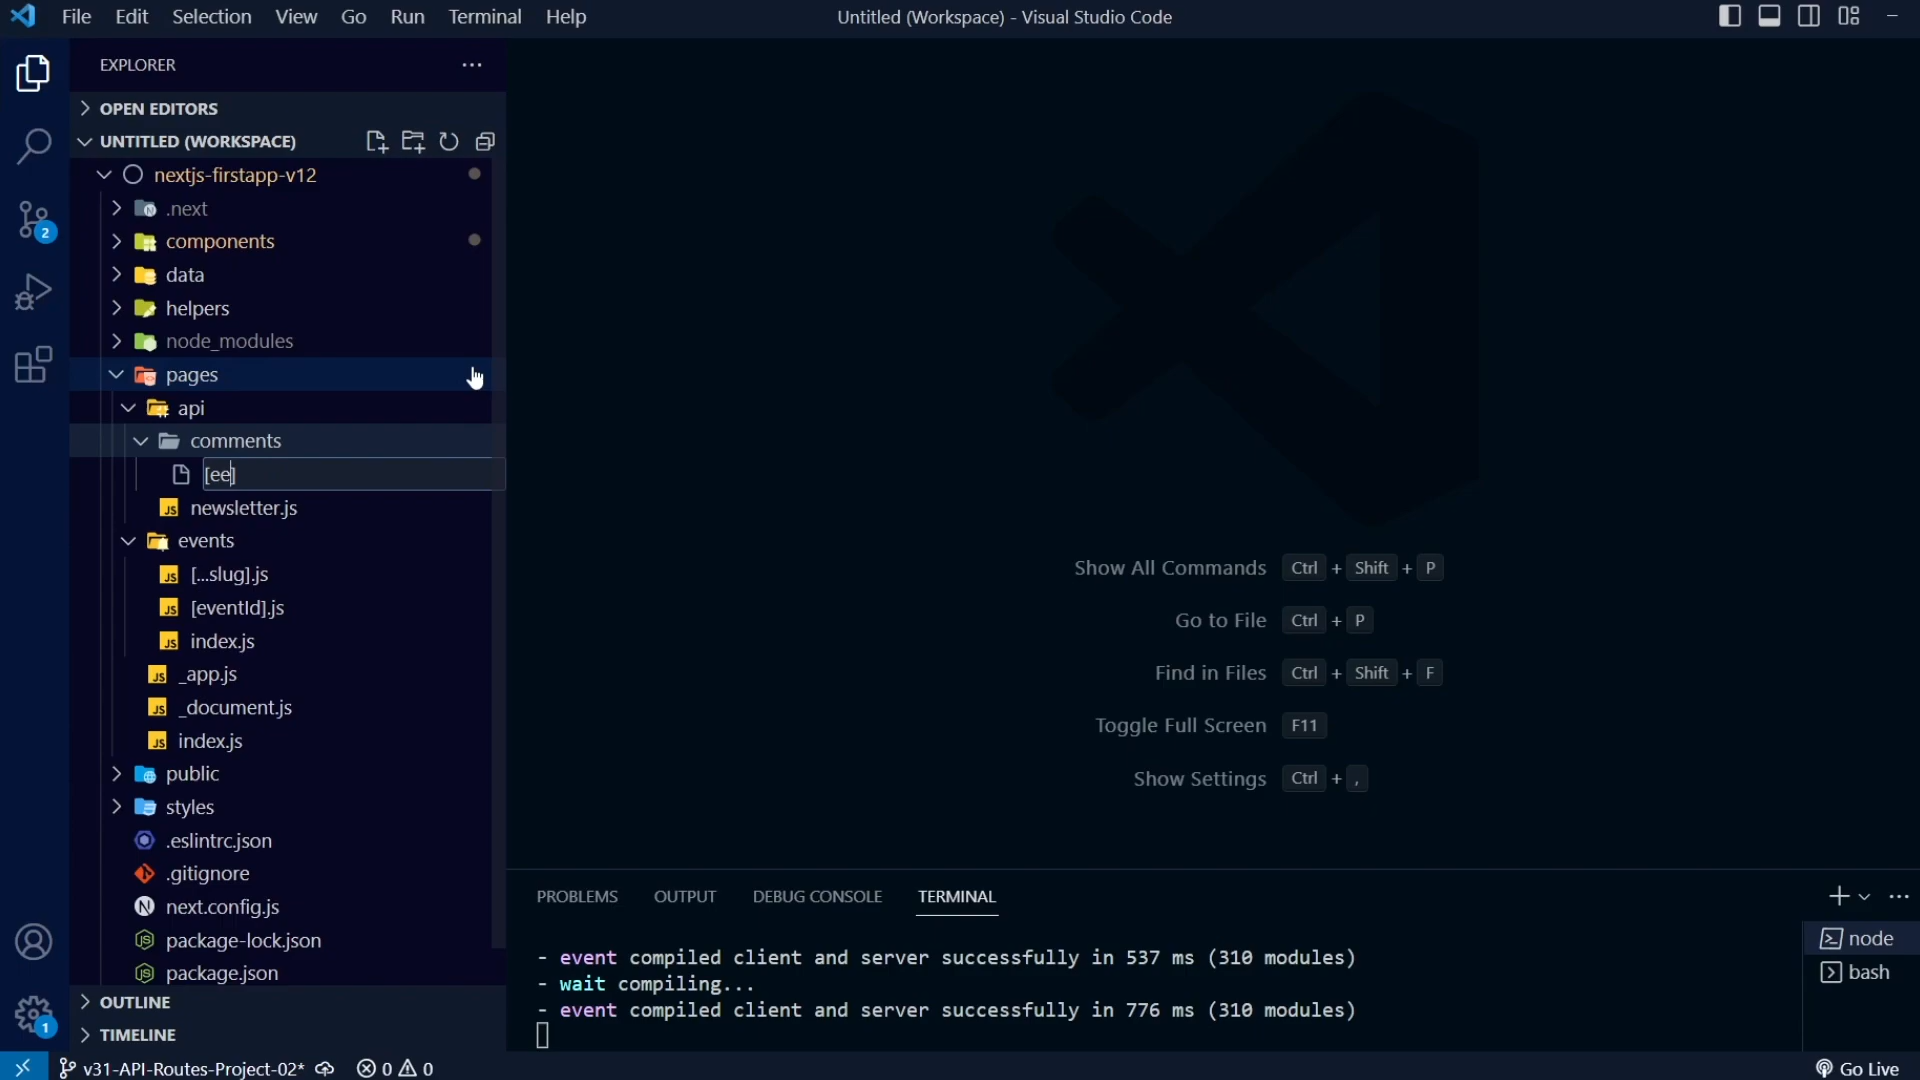 File Edit Selection View Go Run Terminal Help
Untitled (Workspace) - Visual Studio Code
EXPLORER
OPEN EDITORS
UNTITLED (WORKSPACE)
nextjs-firstapp-v12
.next
components
data
helpers
node_modules
pages
api
comments
[ee]
newsletter.js
events
[...slug].js
[eventId].js
index.js
_app.js
_document.js
index.js
public
styles
.eslintrc.json
.gitignore
next.config.js
package-lock.json
package.json
OUTLINE
TIMELINE
2
1
Show All Commands Ctrl + Shift + P
Go to File Ctrl + P
Find in Files Ctrl + Shift + F
Toggle Full Screen F11
Show Settings Ctrl + ,
PROBLEMS OUTPUT DEBUG CONSOLE TERMINAL
- event compiled client and server successfully in 537 ms (310 modules)
- wait compiling...
- event compiled client and server successfully in 776 ms (310 modules)
node
bash
v31-API-Routes-Project-02* 0 0 Go Live